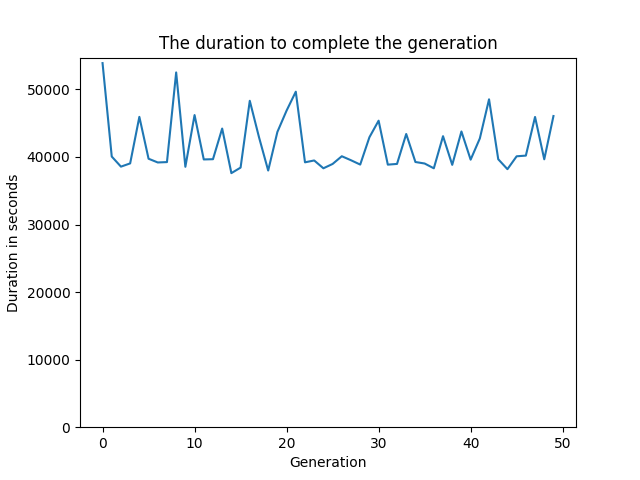 The duration to complete the generation
50000
40000
30000
20000
10000
0
Duration in seconds
0 10 20 30 40 50
Generation